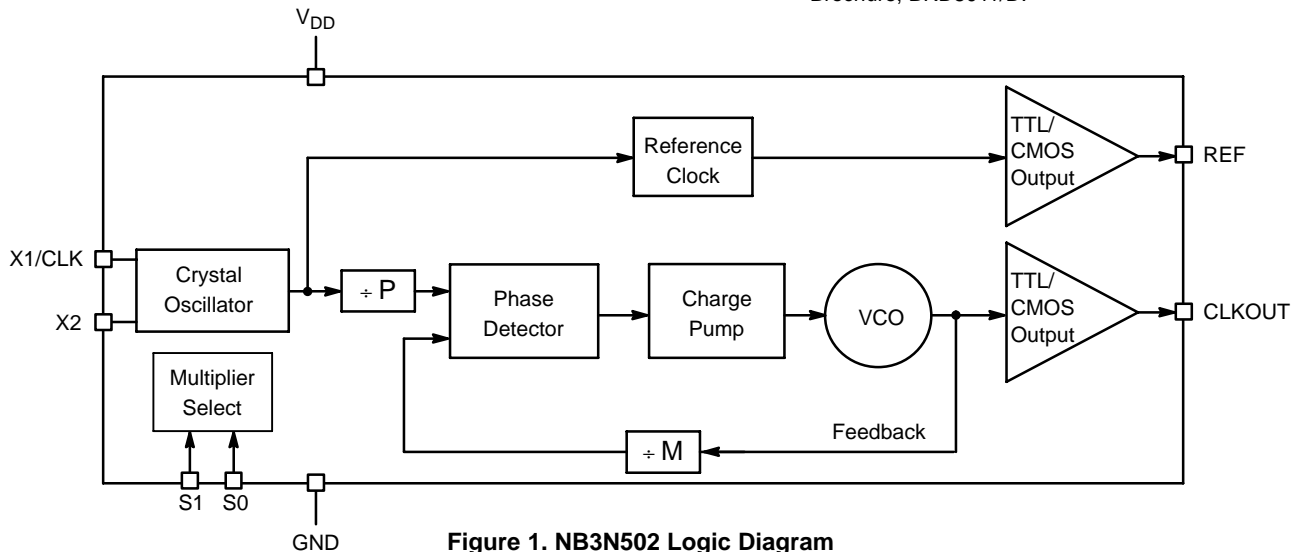 Brochure, BRD8011/D.
VDD
TTL/
CMOS
Output
REF
Reference
Clock
X1/CLK
X2
Crystal
Oscillator
÷ P
Phase
Detector
Charge
Pump
VCO
TTL/
CMOS
Output
CLKOUT
Multiplier
Select
Feedback
÷ M
S1 S0
GND
Figure 1. NB3N502 Logic Diagram